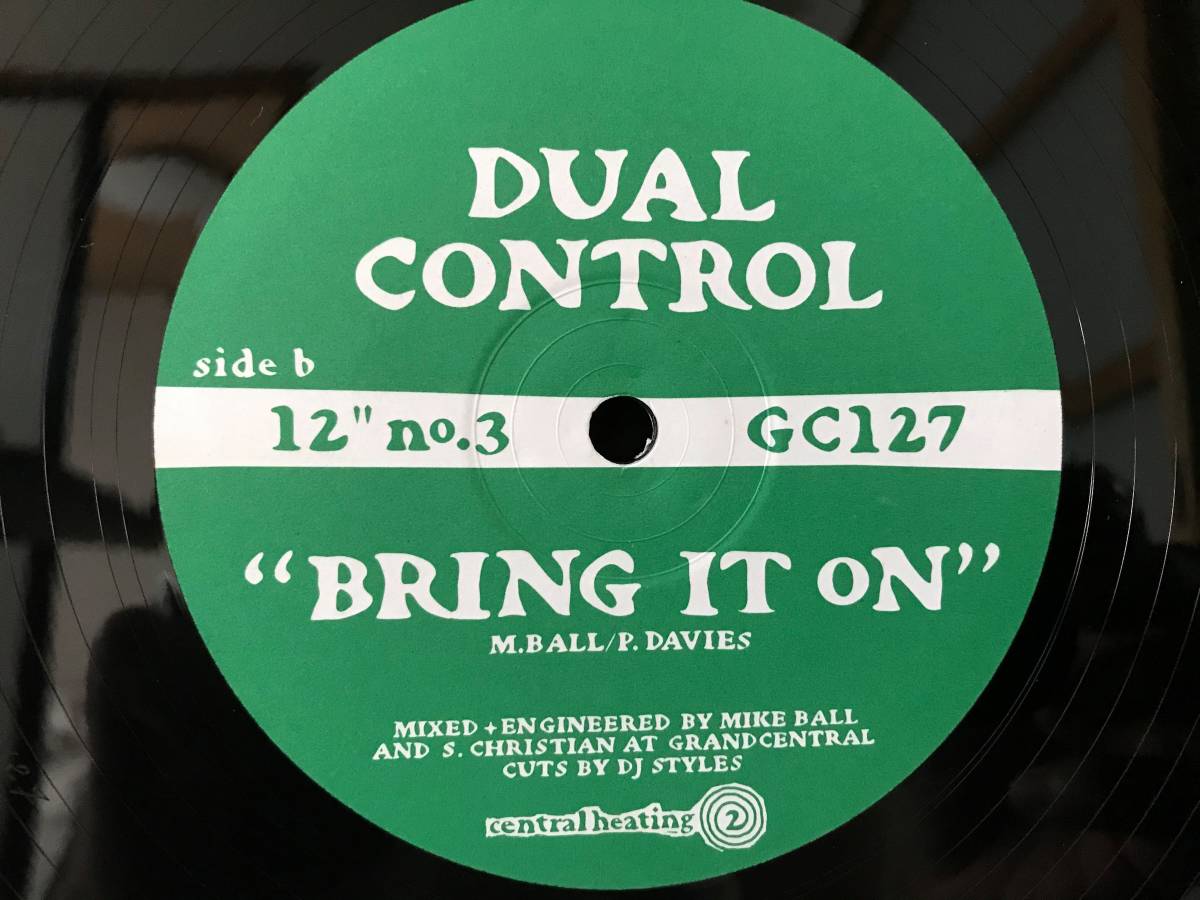 DUAL
CONTROL
side b
12" no.3 GC127
“BRING IT ON”
M.BALL/P. DAVIES
MIXED + ENGINEERED BY MIKE BALL
AND S. CHRISTIAN AT GRANDCENTRAL
CUTS BY DJ STYLES
central heating 2